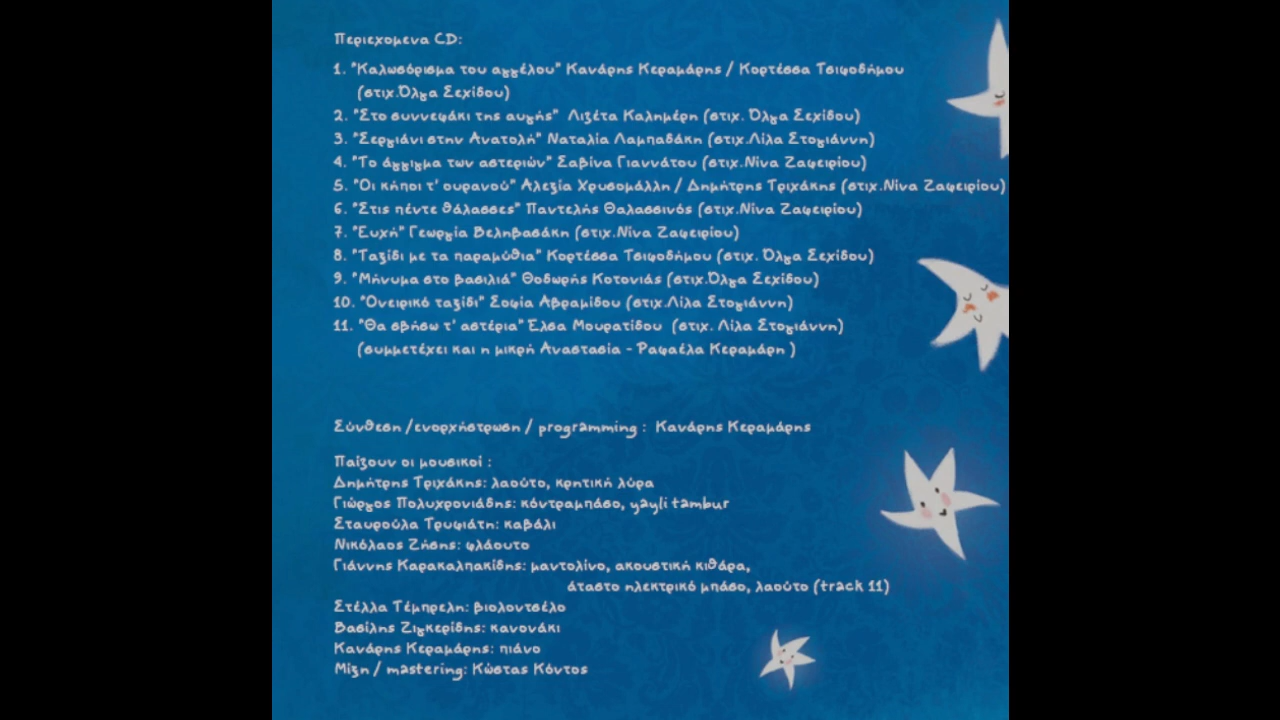 Περιεχομενα CD:
1. "Καλωσόρισμα του αγγέλου" Κανάρης Κεραμάρης / Κορτέσσα Τσιφοδήμου
(στιχ.Όλγα Σεχίδου)
2. "Στο συννεφάκι της αυγής" Λιζέτα Καλημέρη (στιχ. Όλγα Σεχίδου)
3. "Σεργιάνι στην Ανατολή" Ναταλία Λαμπαδάκη (στιχ.Λίλα Στογιάννη)
4. "Το άγγιγμα των αστεριών" Σαβίνα Γιαννάτου (στιχ.Νίνα Ζαφειρίου)
5. "Οι κήποι τ' ουρανού" Αλεξία Χρυσομάλλη / Δημήτρης Τριχάκης (στιχ.Νίνα Ζαφειρίου)
6. "Στις πέντε θάλασσες" Παντελής Θαλασσινός (στιχ.Νίνα Ζαφειρίου)
7. "Ευχή" Γεωργία Βεληβασάκη (στιχ.Νίνα Ζαφειρίου)
8. "Ταξίδι με τα παραμύθια" Κορτέσσα Τσιφοδήμου (στιχ. Όλγα Σεχίδου)
9. "Μήνυμα στο βασιλιά" Θοδωρής Κοτονιάς (στιχ.Όλγα Σεχίδου)
10. "Ονειρικό ταξίδι" Σοφία Αβραμίδου (στιχ.Λίλα Στογιάννη)
11. "Θα σβήσω τ' αστέρια" Έλσα Μουρατίδου (στιχ. Λίλα Στογιάννη)
(συμμετέχει και η μικρή Αναστασία - Ραφαέλα Κεραμάρη )
Σύνθεση /ενορχήστρωση / programming : Κανάρης Κεραμάρης
Παίζουν οι μουσικοί :
Δημήτρης Τριχάκης: λαούτο, κρητική λύρα
Γιώργος Πολυχρονιάδης: κόντραμπάσο, yayli tambur
Σταυρούλα Τρυφιάτη: καβάλι
Νικόλαος Ζήσης: φλάουτο
Γιάννης Καρακαλπακίδης: μαντολίνο, ακουστική κιθάρα,
άταστο ηλεκτρικό μπάσο, λαούτο (track 11)
Στέλλα Τέμπρελη: βιολοντσέλο
Βασίλης Ζιγκερίδης: κανονάκι
Κανάρης Κεραμάρης: πιάνο
Μίξη / mastering: Κώστας Κόντος